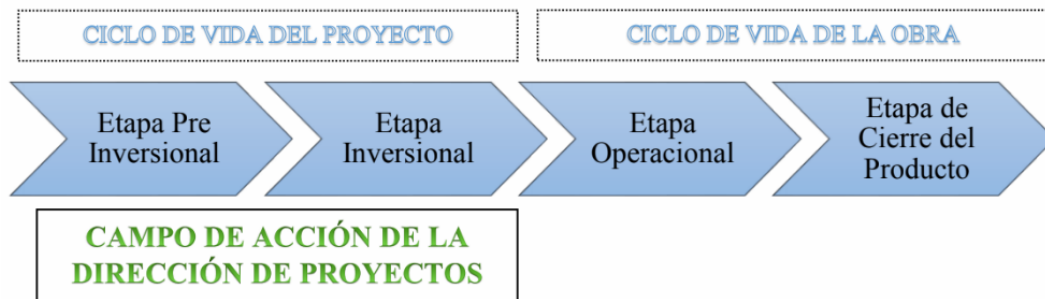 CICLO DE VIDA DEL PROYECTO
CICLO DE VIDA DE LA OBRA
Etapa Pre
Inversional
Etapa
Inversional
Etapa
Operacional
Etapa de
Cierre del
Producto
CAMPO DE ACCIÓN DE LA
DIRECCIÓN DE PROYECTOS